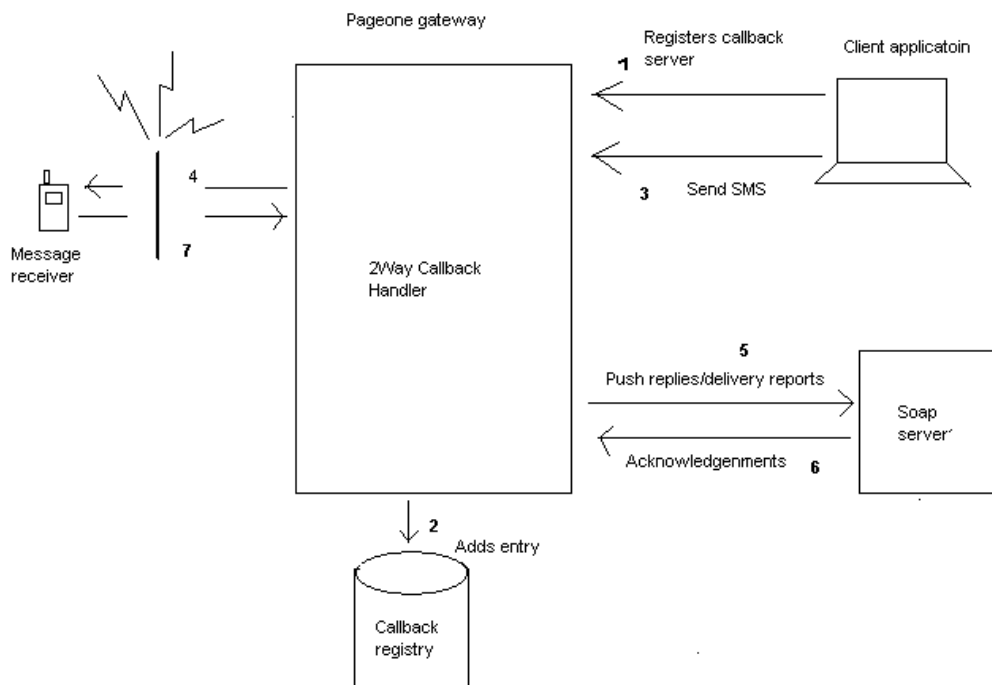 Pageone gateway
Registers callback
server
1
Client applicatoin
3
Send SMS
4
7
Message
receiver
2Way Callback
Handler
5
Push replies/delivery reports
Soap
server
Acknowledgenments
6
2
Adds entry
Callback
registry